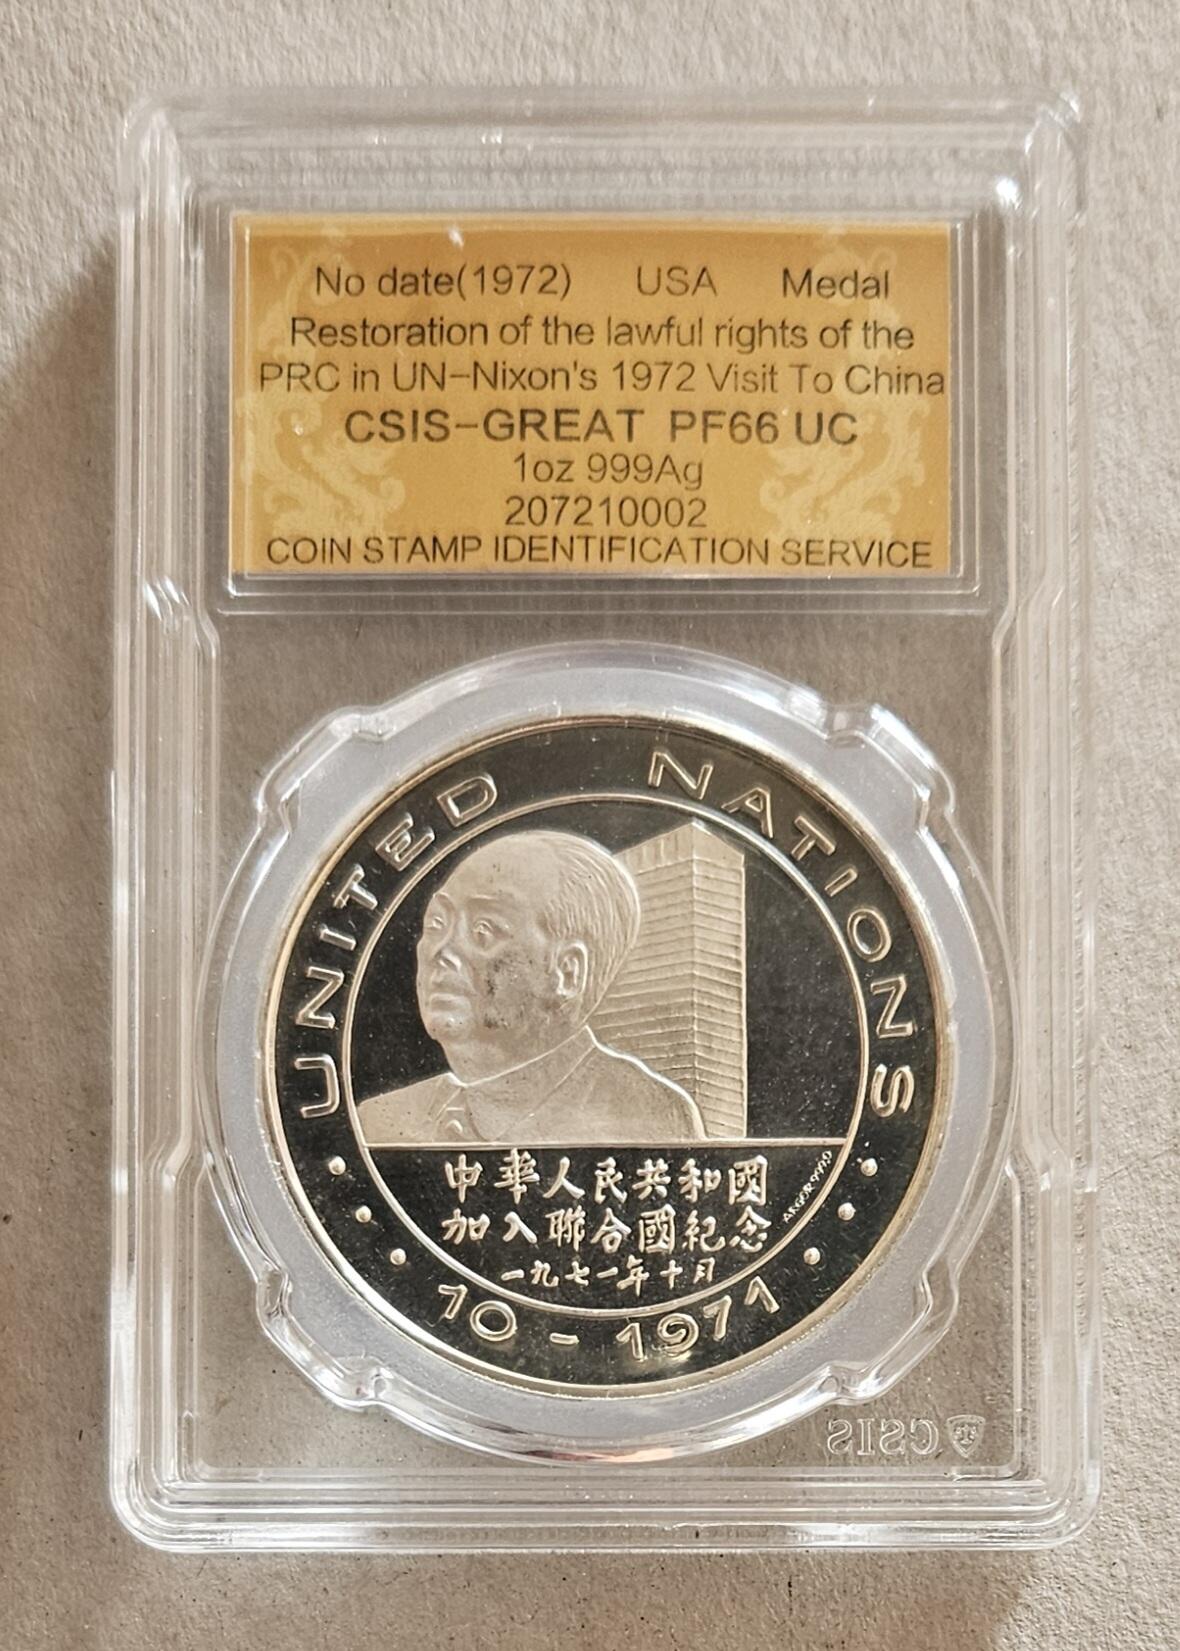 No date(1972) USA Medal
Restoration of the lawful rights of the
PRC in UN-Nixon's 1972 Visit To China
CSIS-GREAT PF66 UC
1oz 999Ag
207210002
COIN STAMP IDENTIFICATION SERVICE
UNITED NATIONS
中華人民共和國
加入聯合國紀念
一九七一年十月
ARGOR 999.9
10 - 1971
CSIS